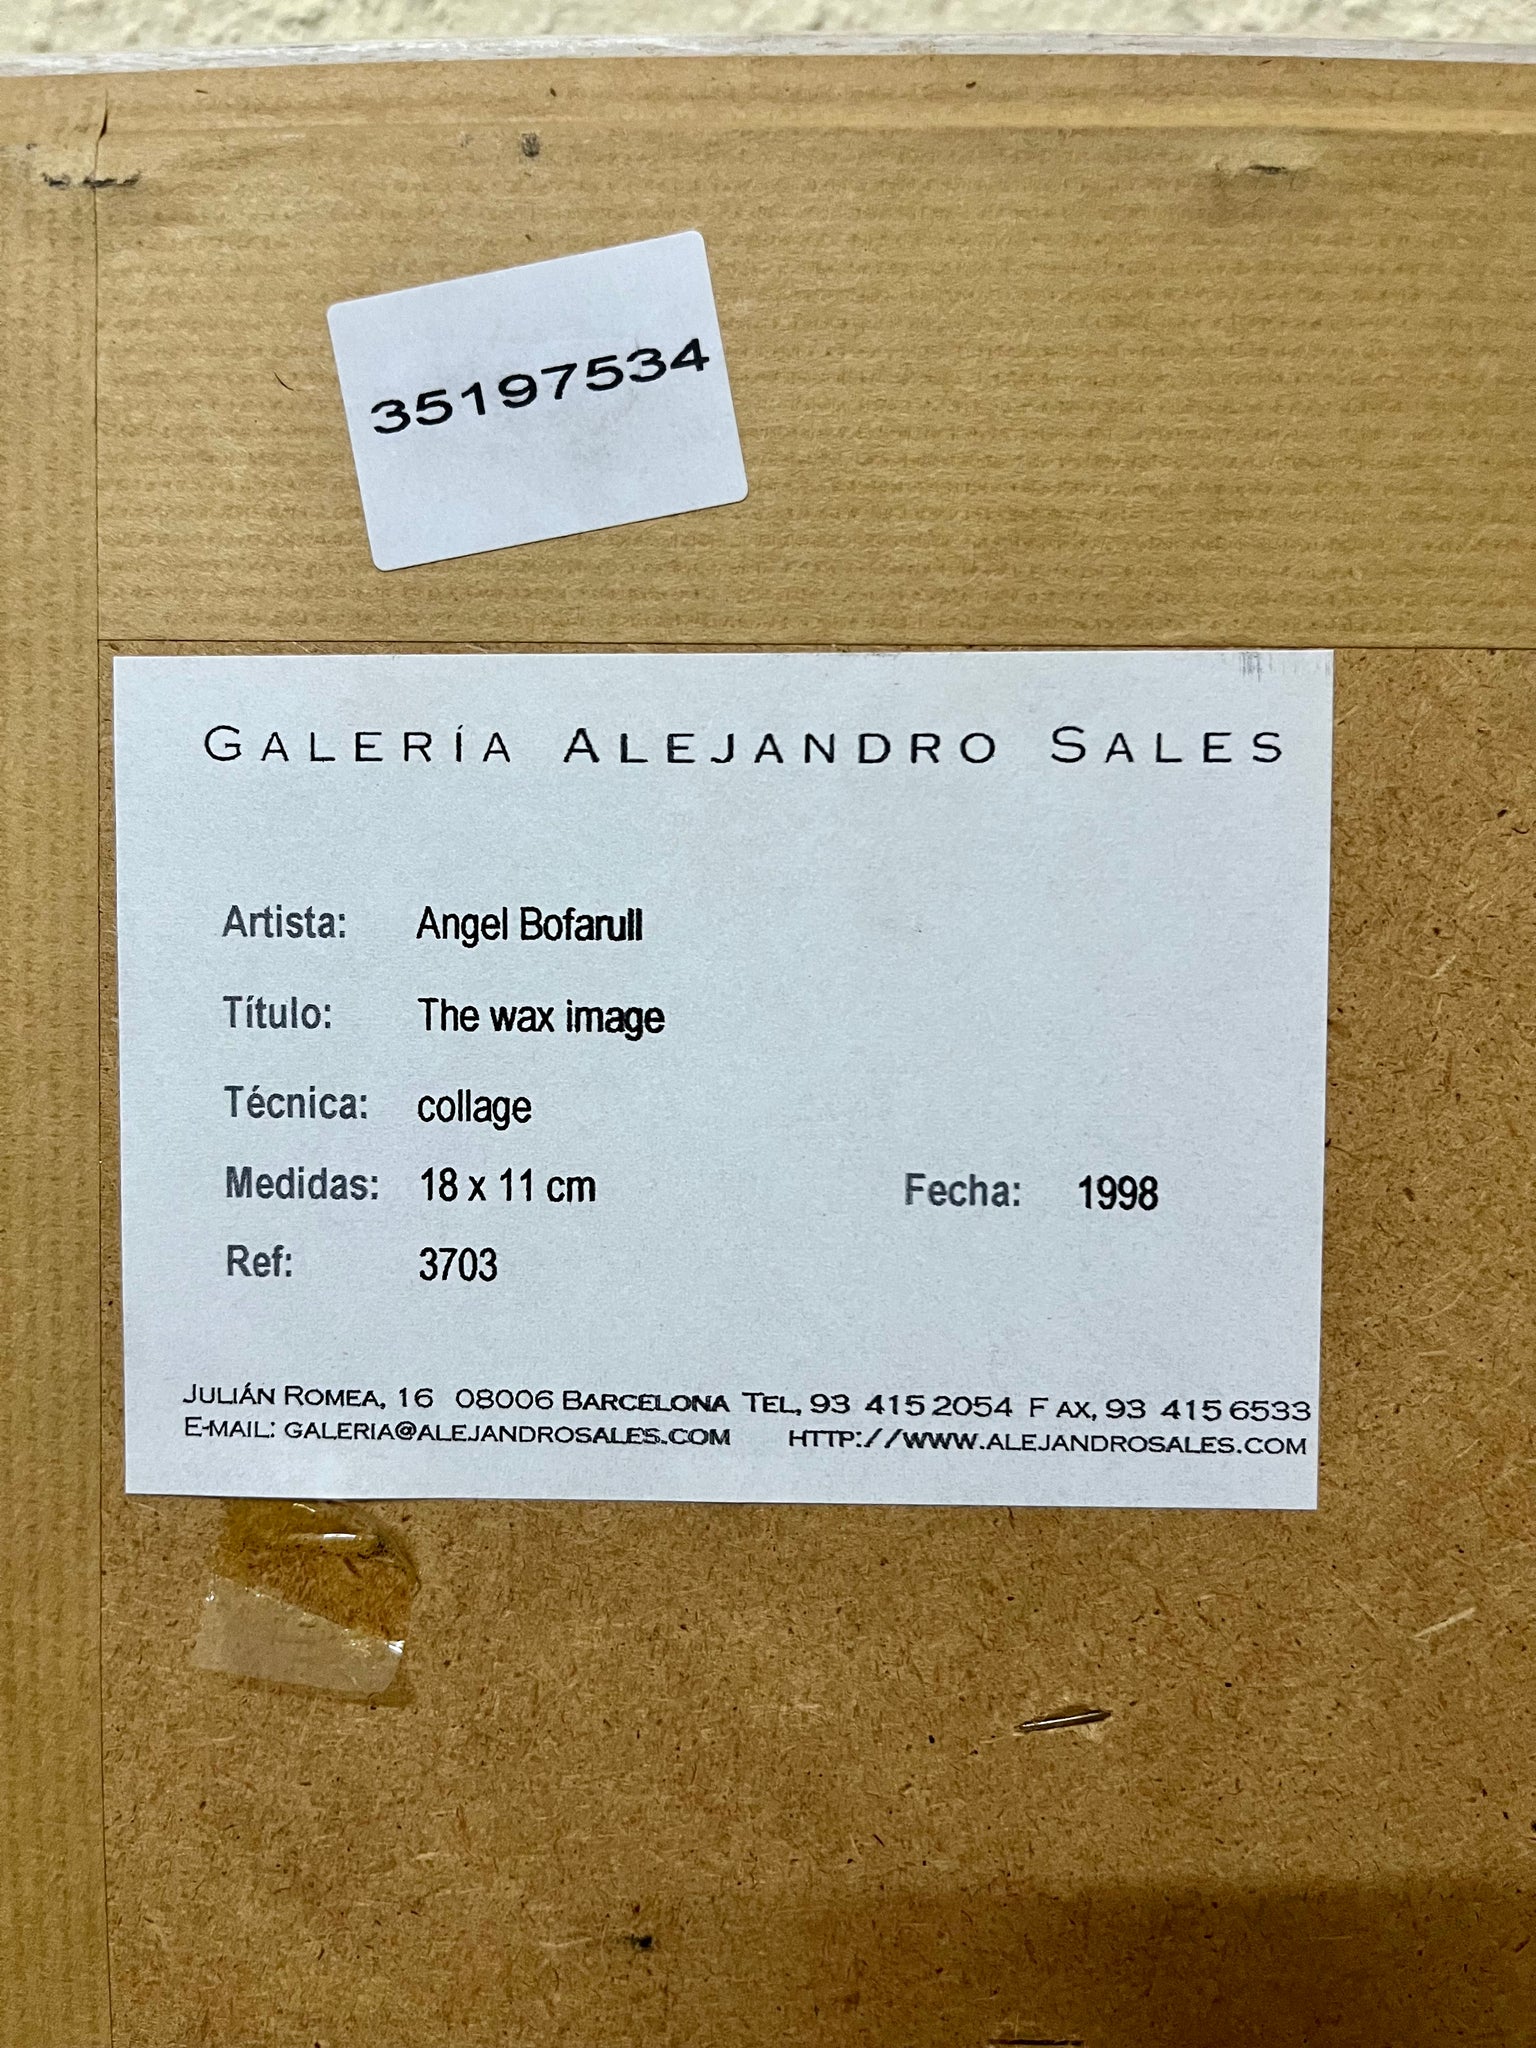 35197534
GALERÍA ALEJANDRO SALES
Artista: Angel Bofarull
Título: The wax image
Técnica: collage
Medidas: 18 x 11 cm Fecha: 1998
Ref: 3703
JULIÁN ROMEA, 16 08006 BARCELONA TEL, 93 415 2054 F AX, 93 415 6533
E-MAIL: GALERIA@ALEJANDROSALES.COM HTTP://WWW.ALEJANDROSALES.COM